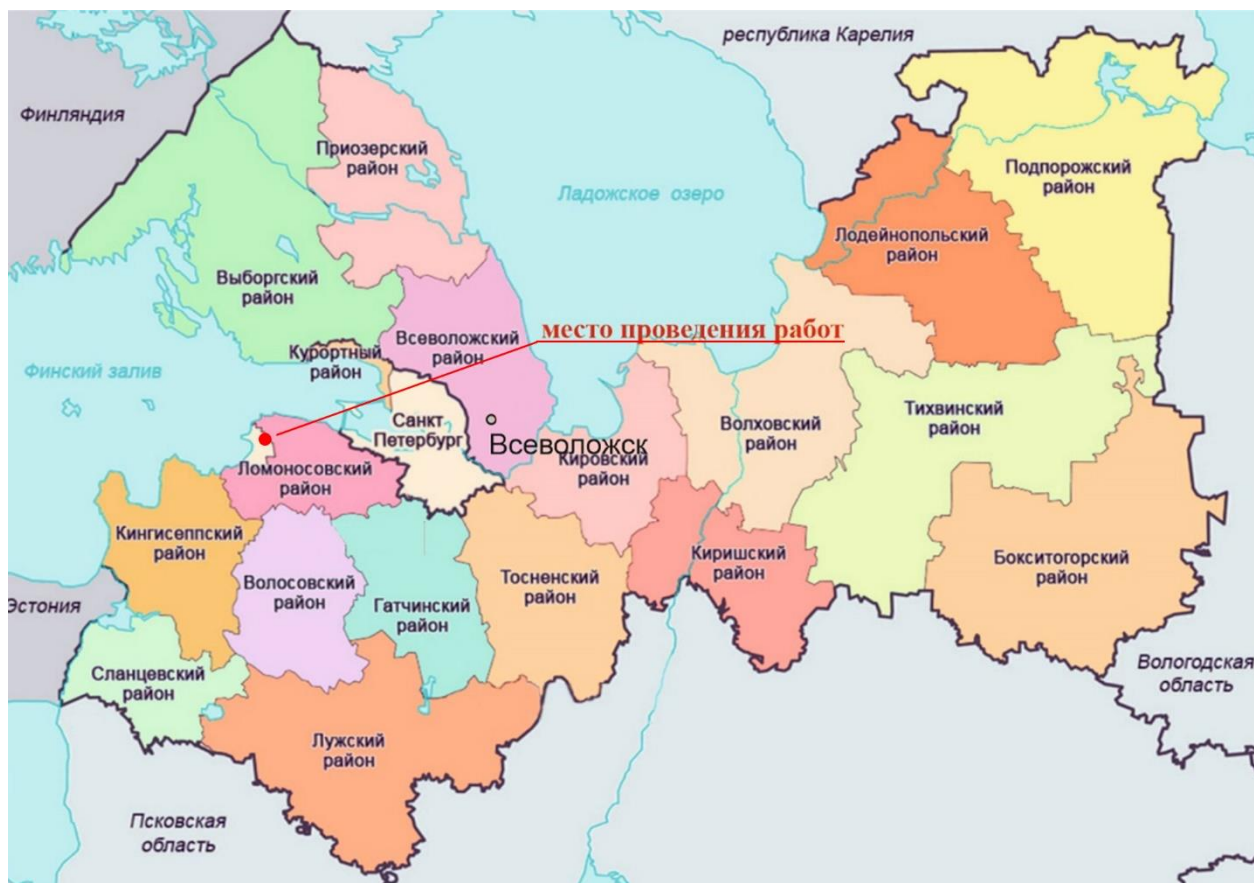 республика Карелия
Финляндия
Приозерский
район
Подпорожский
район
Ладожское озеро
Лодейнопольский
район
Выборгский
район
место проведения работ
Всеволожский
район
Курортный
район
Финский залив
Санкт
Петербург
Тихвинский
район
Волховский
район
Всеволожск
Кировский
район
Ломоносовский
район
Кингисеппский
район
Киришский
район
Бокситогорский
район
Волосовский
район
Тосненский
район
Гатчинский
район
Эстония
Сланцевский
район
Вологодская
область
Лужский
район
Псковская
область